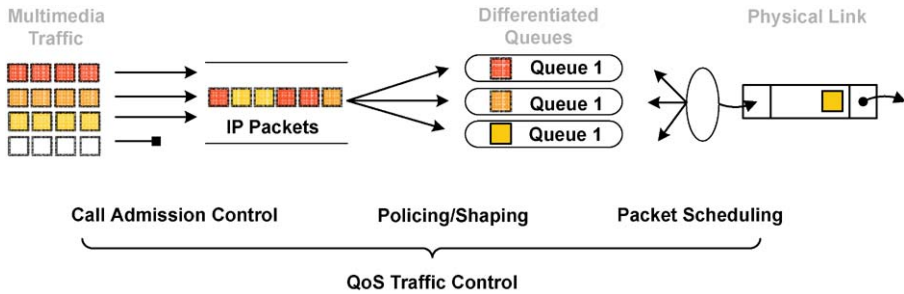 Multimedia
Traffic
Differentiated
Queues
Physical Link
Queue 1
IP Packets
Queue 1
Queue 1
Call Admission Control
Policing/Shaping
Packet Scheduling
QoS Traffic Control